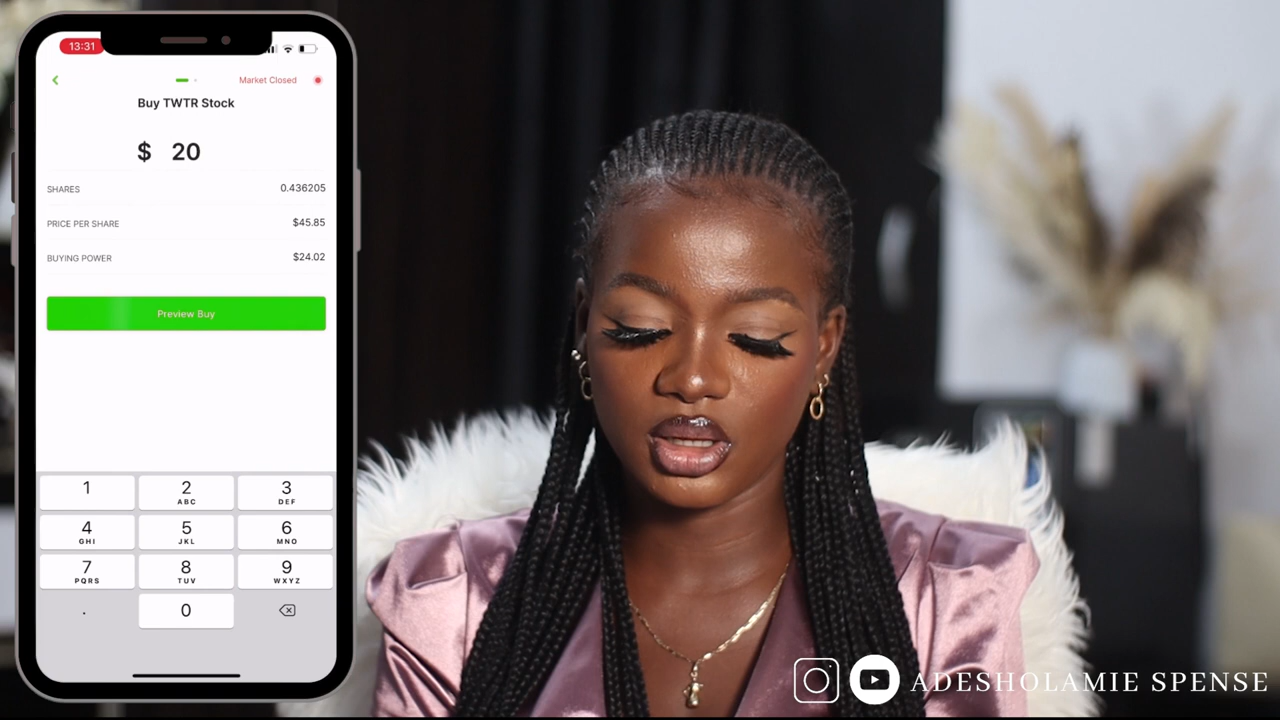 13:31
Market Closed
Buy TWTR Stock
$ 20
SHARES 0.436205
PRICE PER SHARE $45.85
BUYING POWER $24.02
Preview Buy
1 2 3
ABC DEF
4 5 6
GHI JKL MNO
7 8 9
PQRS TUV WXYZ
. 0
ADESHOLAMIE SPENSE